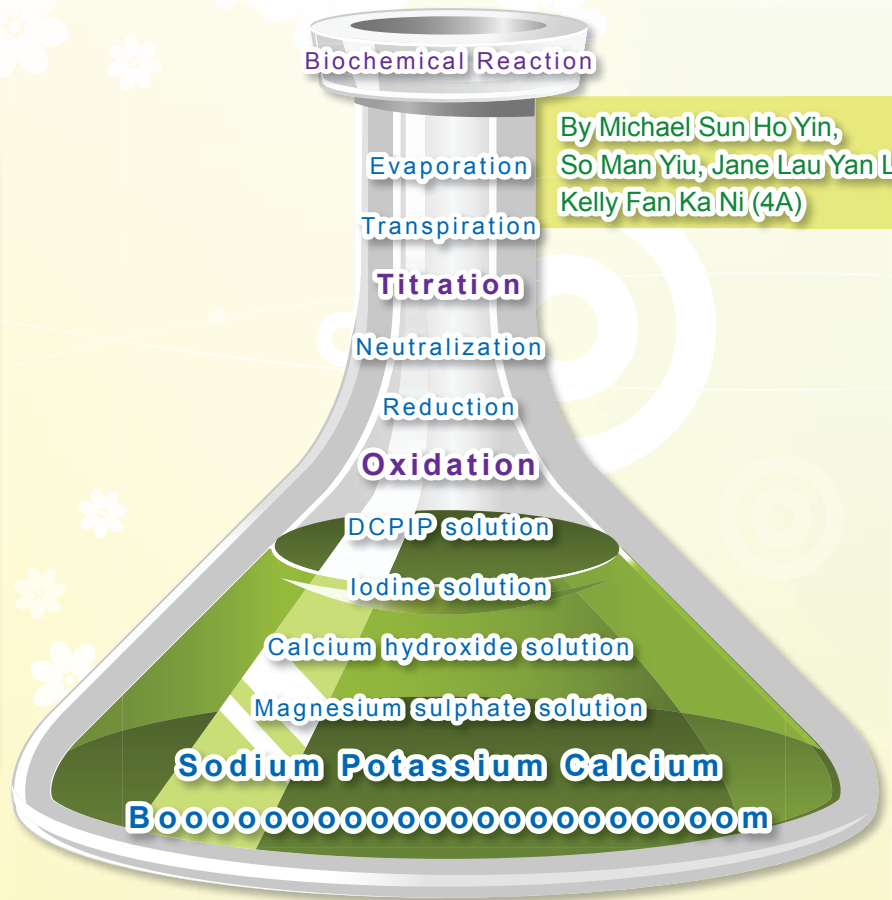 Biochemical Reaction
By Michael Sun Ho Yin,
So Man Yiu, Jane Lau Yan L
Kelly Fan Ka Ni (4A)
Evaporation
Transpiration
Titration
Neutralization
Reduction
Oxidation
DCPIP solution
Iodine solution
Calcium hydroxide solution
Magnesium sulphate solution
Sodium Potassium Calcium
Boooooooooooooooooooooom